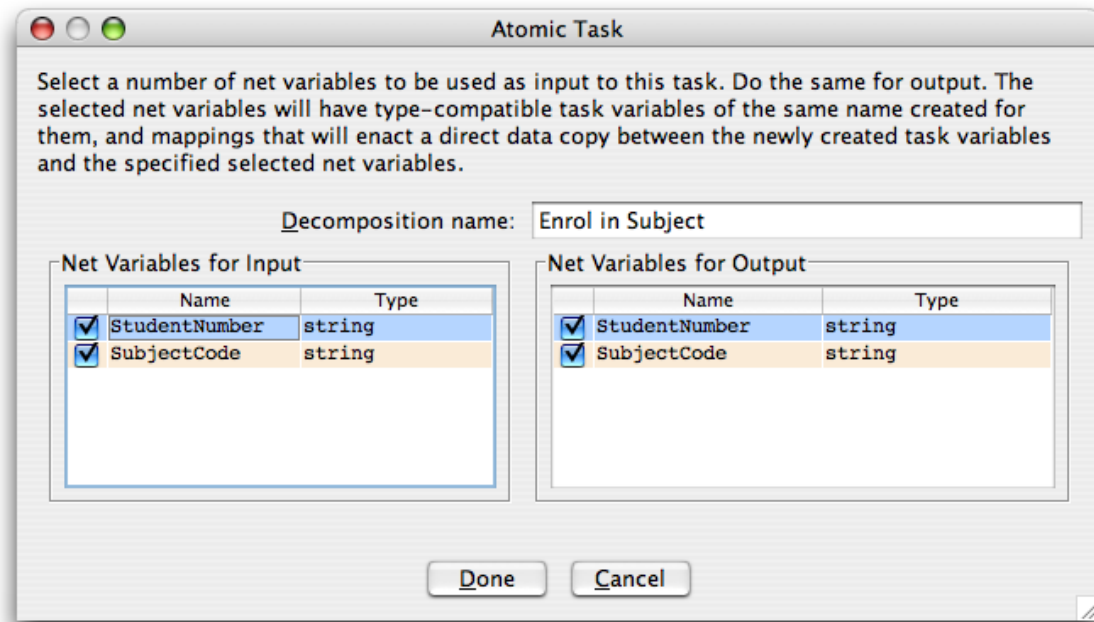 Atomic Task
Select a number of net variables to be used as input to this task. Do the same for output. The
selected net variables will have type-compatible task variables of the same name created for
them, and mappings that will enact a direct data copy between the newly created task variables
and the specified selected net variables.
Decomposition name: Enrol in Subject
Net Variables for Input
Name Type
StudentNumber string
SubjectCode string
Net Variables for Output
Name Type
StudentNumber string
SubjectCode string
Done Cancel